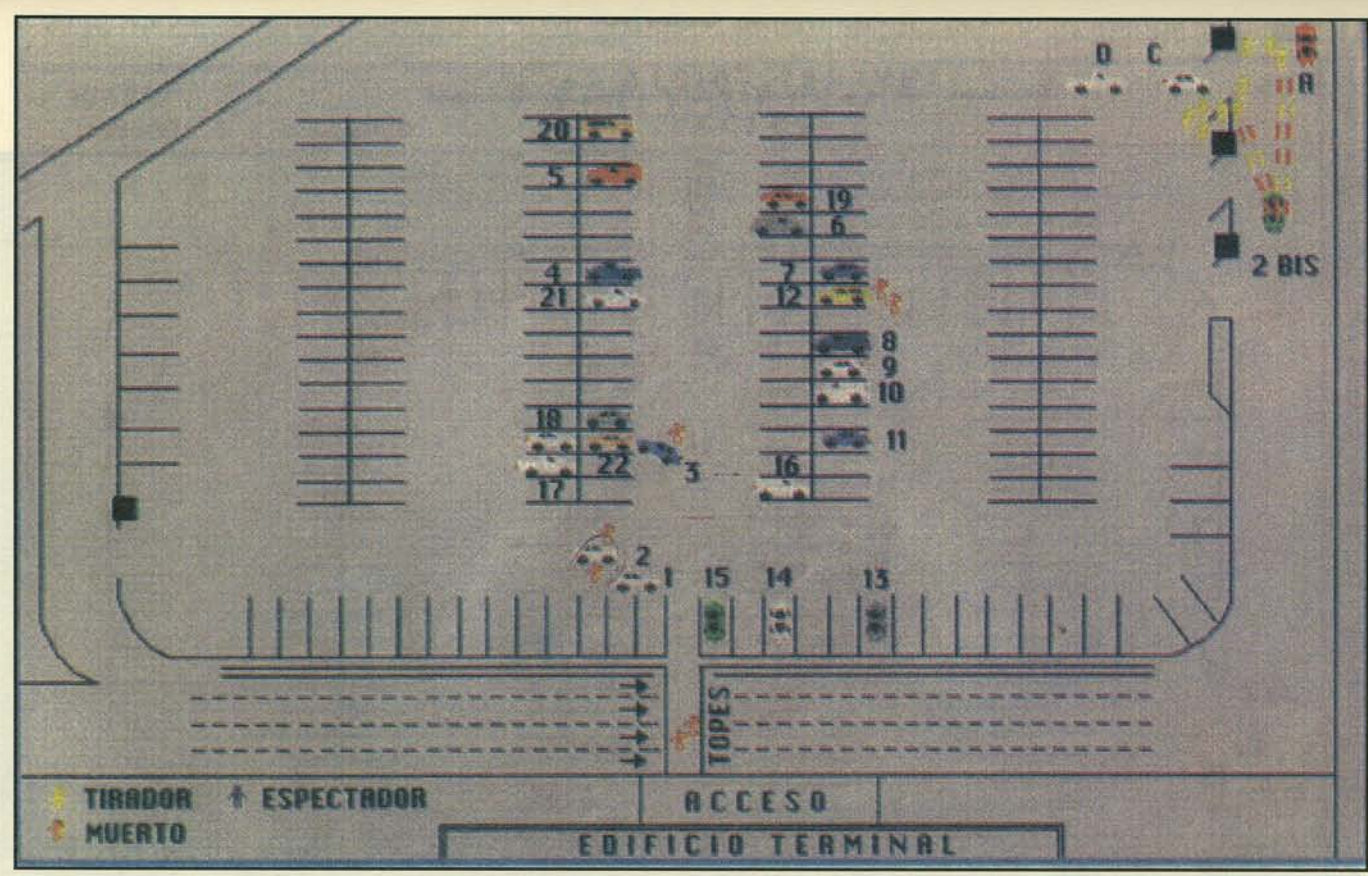 D C
A
20
5
19
6
4
7
21
12
2 BIS
8
9
10
18
11
22
3
16
17
2
1
15
14
13
TOPES
TIRADOR
ESPECTADOR
MUERTO
ACCESO
EDIFICIO TERMINAL